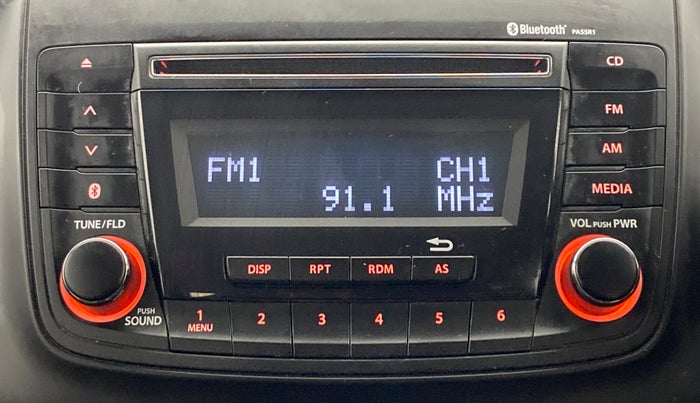 Bluetooth® PASSR1
CD
FM
AM
MEDIA
FM1 CH1
91.1 MHz
TUNE/FLD
VOL PUSH PWR
DISP RPT RDM AS
PUSH SOUND
1 MENU 2 3 4 5 6